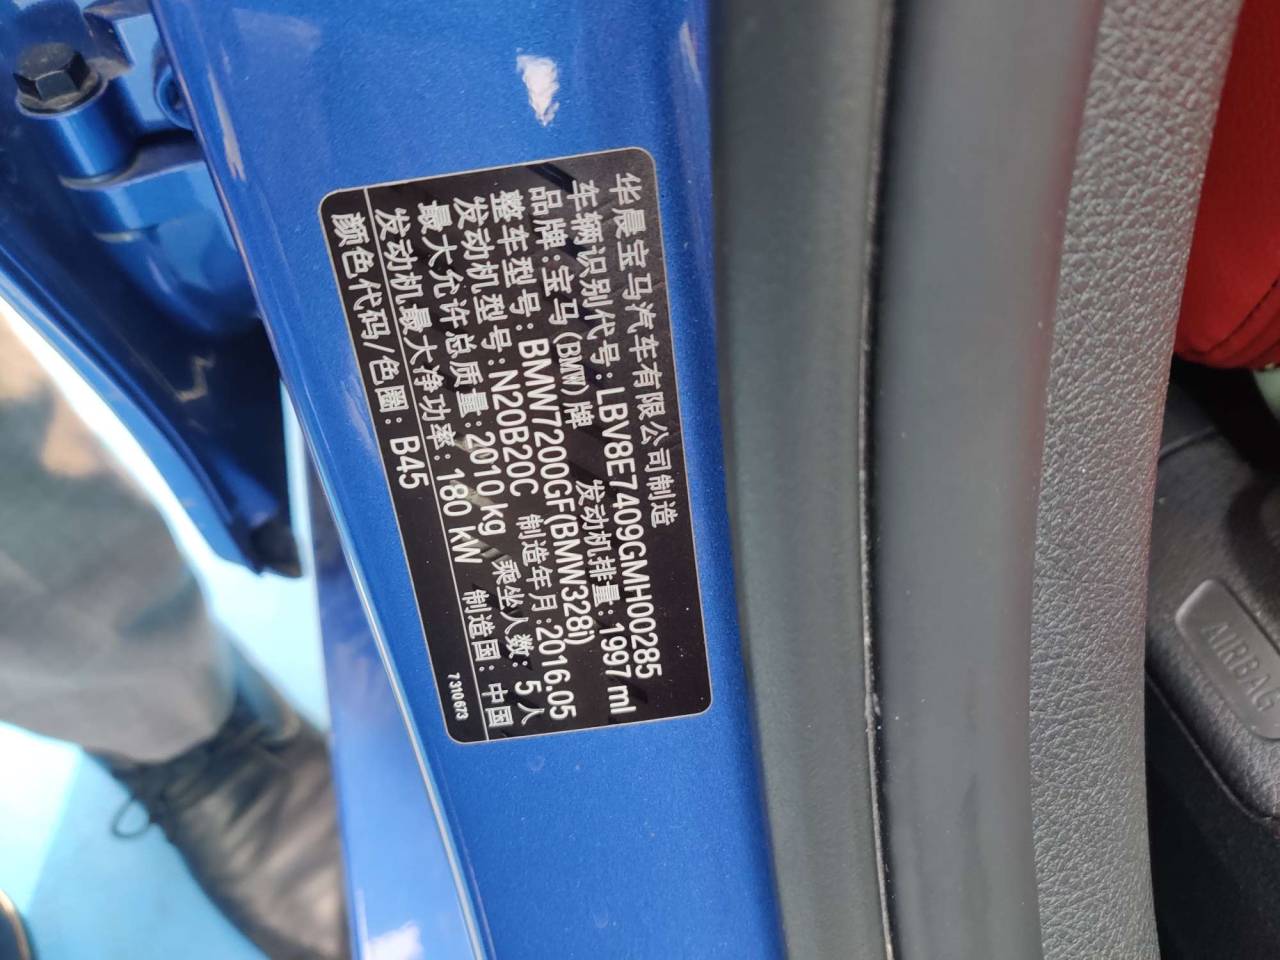 华晨宝马汽车有限公司制造
车辆识别代号:LBV8E7409GMH00285
品牌:宝马(BMW)牌 发动机排量:1997 ml
整车型号:BMW7200GF(BMW328i)
发动机型号:N20B20C 制造年月:2016.05
最大允许总质量:2010 kg 乘坐人数:5人
发动机最大净功率:180 kW 制造国:中国
颜色代码/色圈:B45
7 310 673
AIRBAG